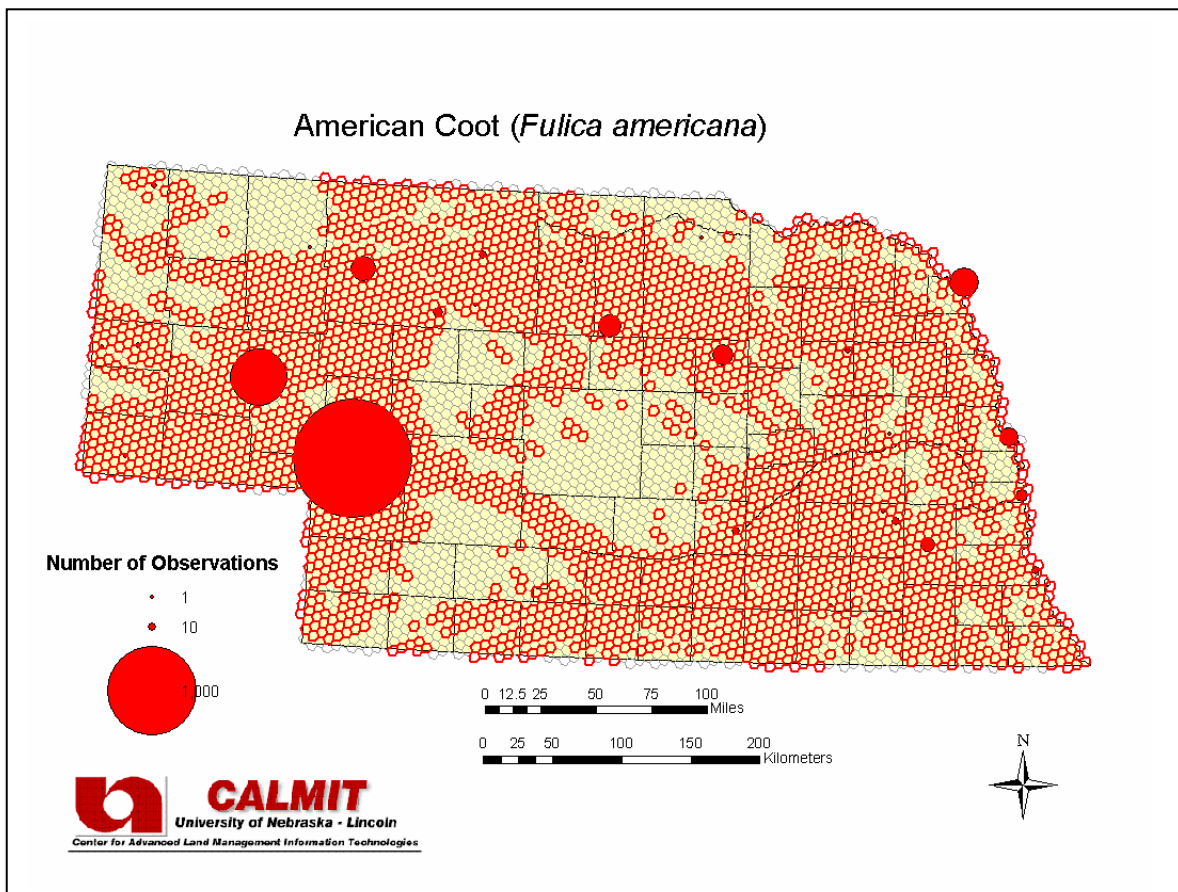 American Coot (Fulica americana)
Number of Observations
1
10
1,000
0 12.5 25 50 75 100
Miles
0 25 50 100 150 200
Kilometers
N
CALMIT
University of Nebraska - Lincoln
Center for Advanced Land Management Information Technologies